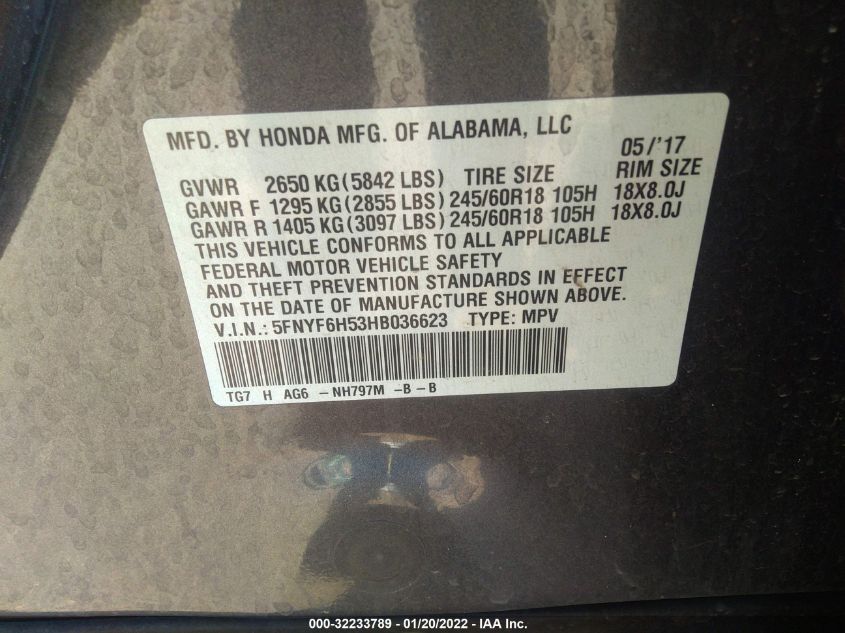 MFD. BY HONDA MFG. OF ALABAMA, LLC 05/'17
GVWR 2650 KG (5842 LBS) TIRE SIZE RIM SIZE
GAWR F 1295 KG (2855 LBS) 245/60R18 105H 18X8.0J
GAWR R 1405 KG (3097 LBS) 245/60R18 105H 18X8.0J
THIS VEHICLE CONFORMS TO ALL APPLICABLE
FEDERAL MOTOR VEHICLE SAFETY
AND THEFT PREVENTION STANDARDS IN EFFECT
ON THE DATE OF MANUFACTURE SHOWN ABOVE.
V.I.N.: 5FNYF6H53HB036623 TYPE: MPV
TG7 H AG6 - NH797M - B - B
000-32233789 - 01/20/2022 - IAA Inc.